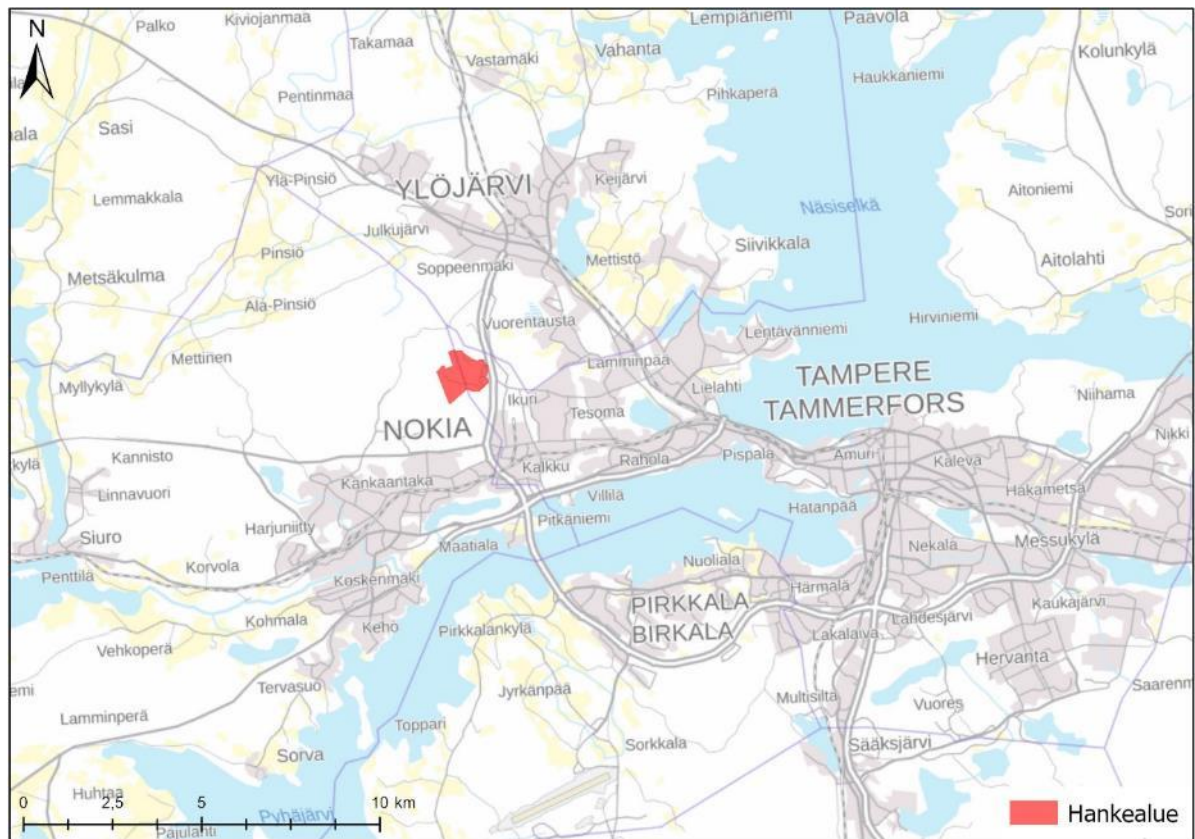 Palko
Kiviojanmaa
Takamaa
Lempiäniemi
Paavola
N
Vastamäki
Vahanta
Kolunkylä
Haukkaniemi
Pentinmaa
Pihkaperä
Sasi
Ylä-Pinsiö
YLÖJÄRVI
Keijärvi
Aitoniemi
Lemmakkala
Näsiselkä
Julkujärvi
Siivikkala
Pinsiö
Mettistö
Aitolahti
Metsäkulma
Soppeenmäki
Alá-Pinsiö
Vuorentausta
Hirviniemi
Lentävänniemi
Mettinen
Lamminpää
Myllykylä
Lielahti
TAMPERE
TAMMERFORS
Ikuri
Tesoma
Niihama
NOKIA
Nikki
Kannisto
Kalkku
Rahola
Pispala
Amuri
Kaleva
Kankaantaka
Linnavuori
Villilä
Hakametsä
Harjuniitty
Pitkäniemi
Hatanpää
Siuro
Maatiala
Nekala
Messukylä
Korvola
Nuoliala
Penttilä
Koskenmäki
Härmälä
PIRKKALA
BIRKALA
Kaukajärvi
Kohmala
Keho
Pirkkalankylä
Lahdesjärvi
Lakalaiva
Vehkoperä
Hervanta
Tervasuo
Jyrkänpää
Multisilta
Vuores
Lamminperä
Toppari
Sorkkala
Sääksjärvi
Sorva
Huhtaa
0 2,5 5 10 km
Pyhäjärvi
Pajulahti
Hankealue